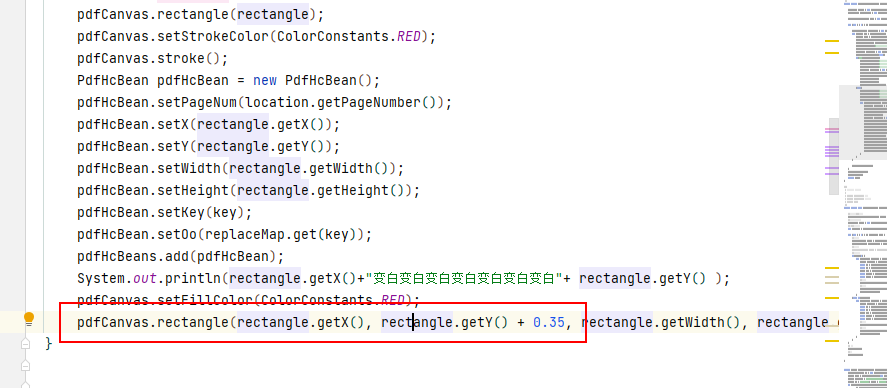 pdfCanvas.rectangle(rectangle);
pdfCanvas.setStrokeColor(ColorConstants.RED);
pdfCanvas.stroke();
PdfHcBean pdfHcBean = new PdfHcBean();
pdfHcBean.setPageNum(location.getPageNumber());
pdfHcBean.setX(rectangle.getX());
pdfHcBean.setY(rectangle.getY());
pdfHcBean.setWidth(rectangle.getWidth());
pdfHcBean.setHeight(rectangle.getHeight());
pdfHcBean.setKey(key);
pdfHcBean.setOo(replaceMap.get(key));
pdfHcBeans.add(pdfHcBean);
System.out.println(rectangle.getX()+"变白变白变白变白变白变白变白"+ rectangle.getY() );
pdfCanvas.setFillColor(ColorConstants.RED);
pdfCanvas.rectangle(rectangle.getX(), rectangle.getY() + 0.35, rectangle.getWidth(), rectangle
}